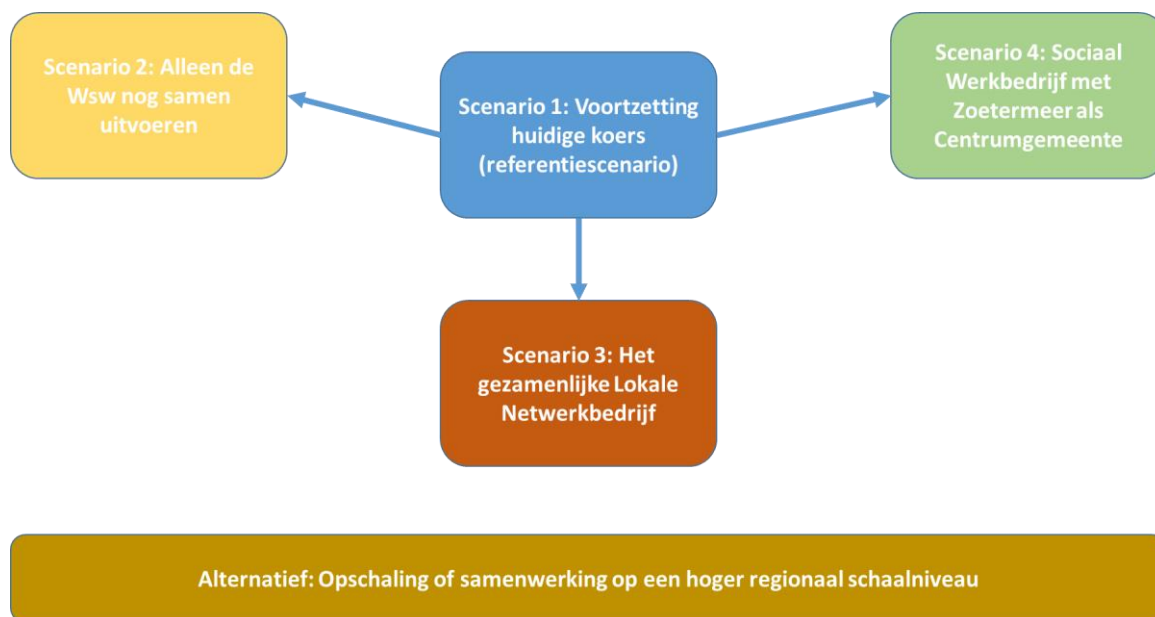 Scenario 2: Alleen de
Wsw nog samen
uitvoeren
Scenario 1: Voortzetting
huidige koers
(referentiescenario)
Scenario 4: Sociaal
Werkbedrijf met
Zoetermeer als
Centrumgemeente
Scenario 3: Het
gezamenlijke Lokale
Netwerkbedrijf
Alternatief: Opschaling of samenwerking op een hoger regionaal schaalniveau